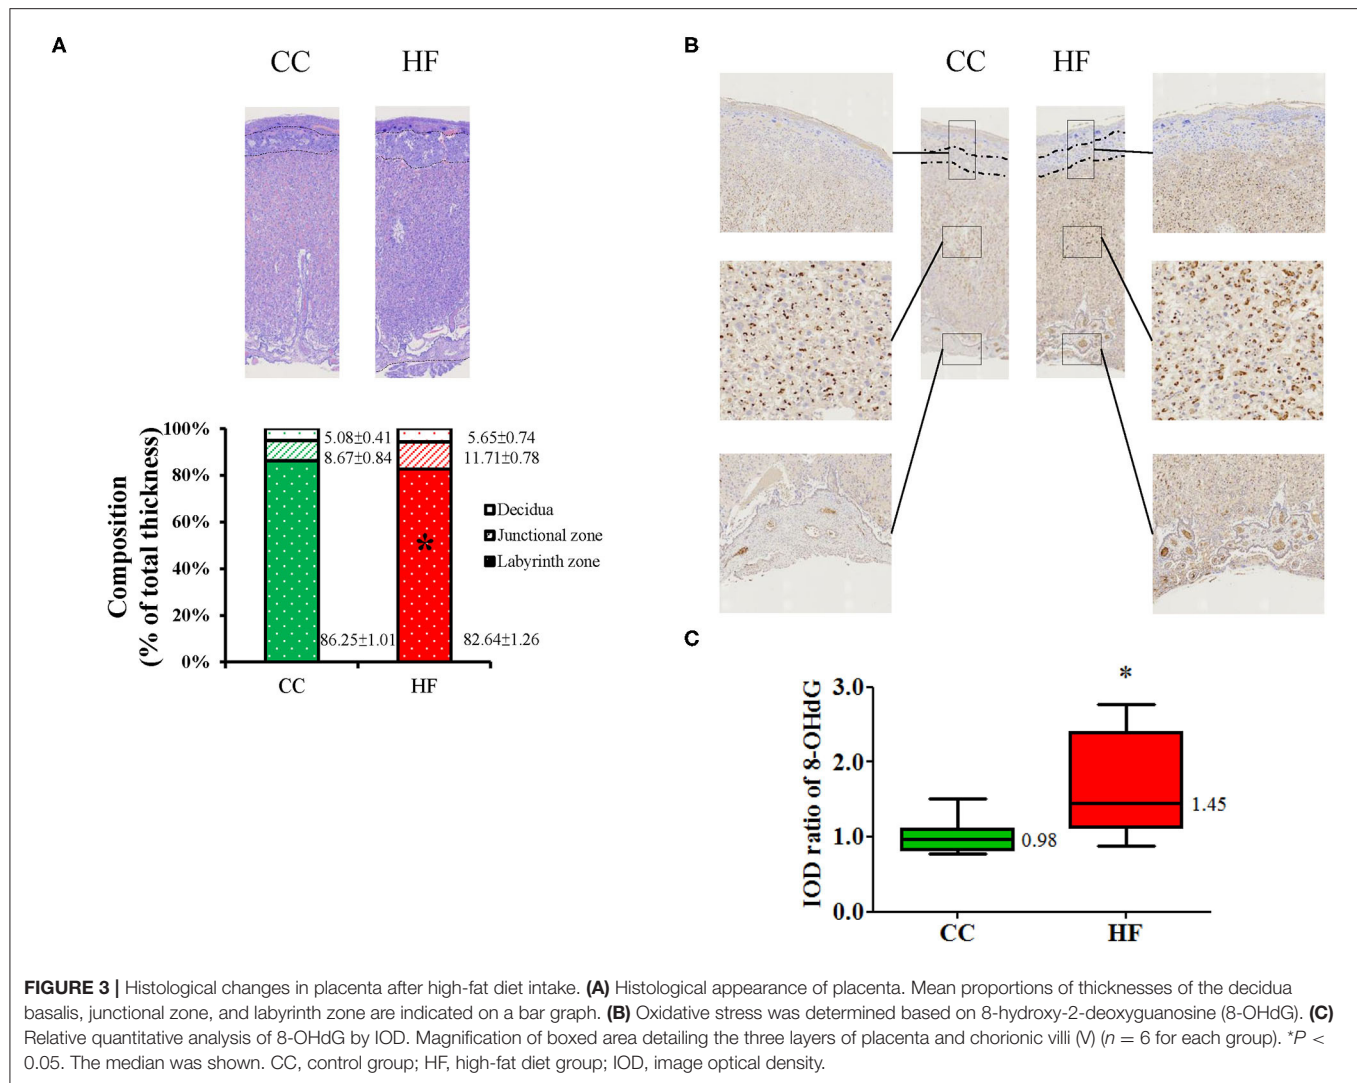 A
CC HF
100%
80%
60%
40%
20%
0%
Composition
(% of total thickness)
5.08±0.41
8.67±0.84
86.25±1.01
5.65±0.74
11.71±0.78
82.64±1.26
*
Decidua
Junctional zone
Labyrinth zone
CC HF
B
CC HF
C
IOD ratio of 8-OHdG
3.0
2.0
1.0
0.0
0.98
*
1.45
CC HF
FIGURE 3 | Histological changes in placenta after high-fat diet intake. (A) Histological appearance of placenta. Mean proportions of thicknesses of the decidua
basalis, junctional zone, and labyrinth zone are indicated on a bar graph. (B) Oxidative stress was determined based on 8-hydroxy-2-deoxyguanosine (8-OHdG). (C)
Relative quantitative analysis of 8-OHdG by IOD. Magnification of boxed area detailing the three layers of placenta and chorionic villi (V) (n = 6 for each group). *P <
0.05. The median was shown. CC, control group; HF, high-fat diet group; IOD, image optical density.